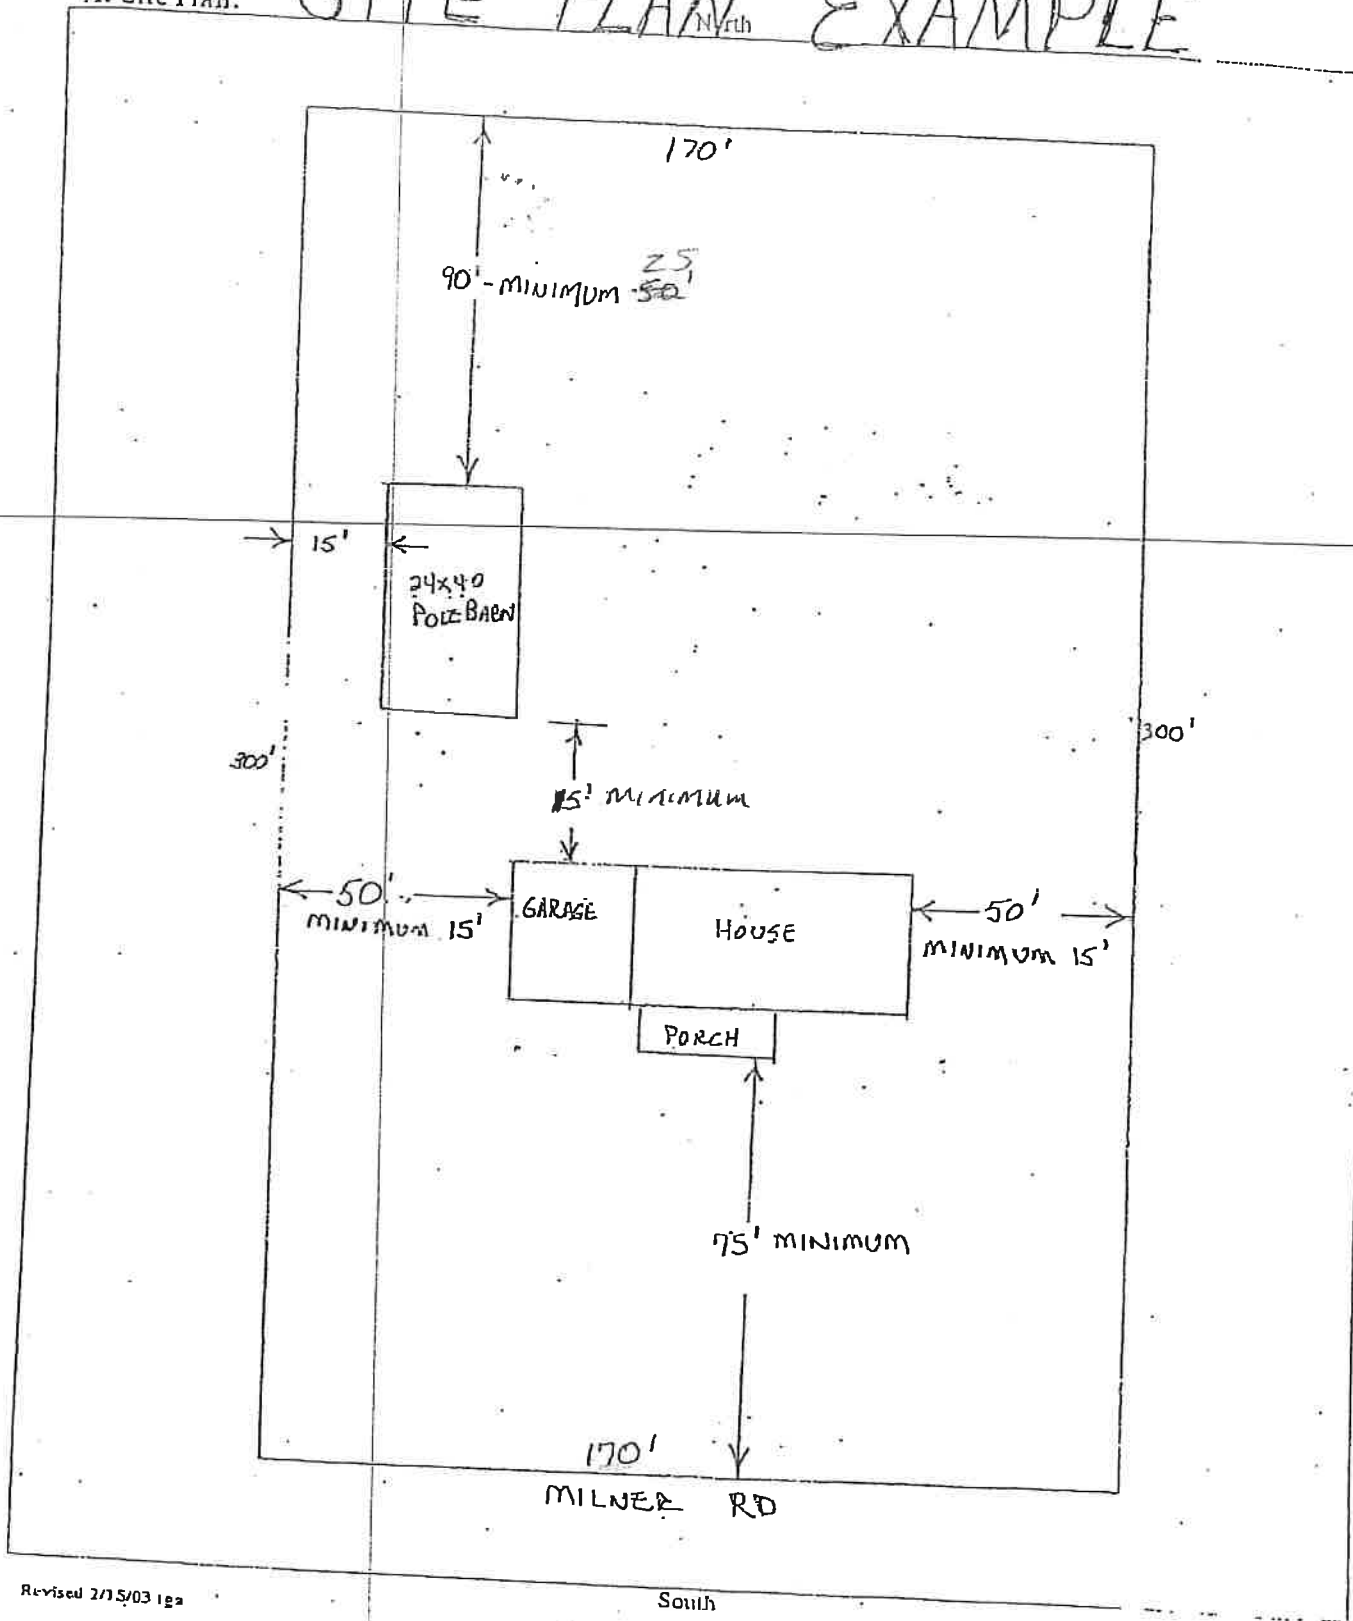 SITE PLAN EXAMPLE
North
170'
25
90'-MINIMUM 50'
15'
24x40
POLE BARN
300'
300'
15' MINIMUM
50'
MINIMUM 15'
GARAGE
HOUSE
50'
MINIMUM 15'
PORCH
75' MINIMUM
170'
MILNER RD
Revised 2/15/03 lga
South